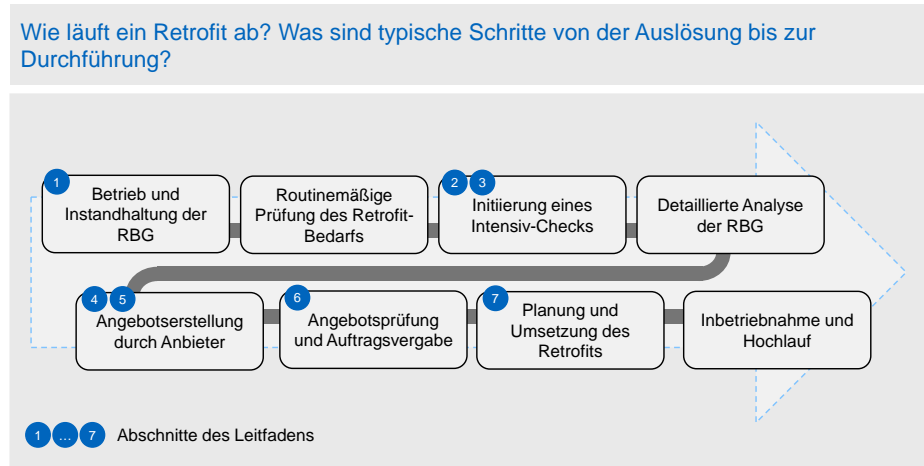 Wie läuft ein Retrofit ab? Was sind typische Schritte von der Auslösung bis zur
Durchführung?
1
Betrieb und
Instandhaltung der
RBG
Routinemäßige
Prüfung des Retrofit-
Bedarfs
2 3
Initiierung eines
Intensiv-Checks
Detaillierte Analyse
der RBG
4 5
Angebotserstellung
durch Anbieter
6
Angebotsprüfung
und Auftragsvergabe
7
Planung und
Umsetzung des
Retrofits
Inbetriebnahme und
Hochlauf
1 ... 7 Abschnitte des Leitfadens